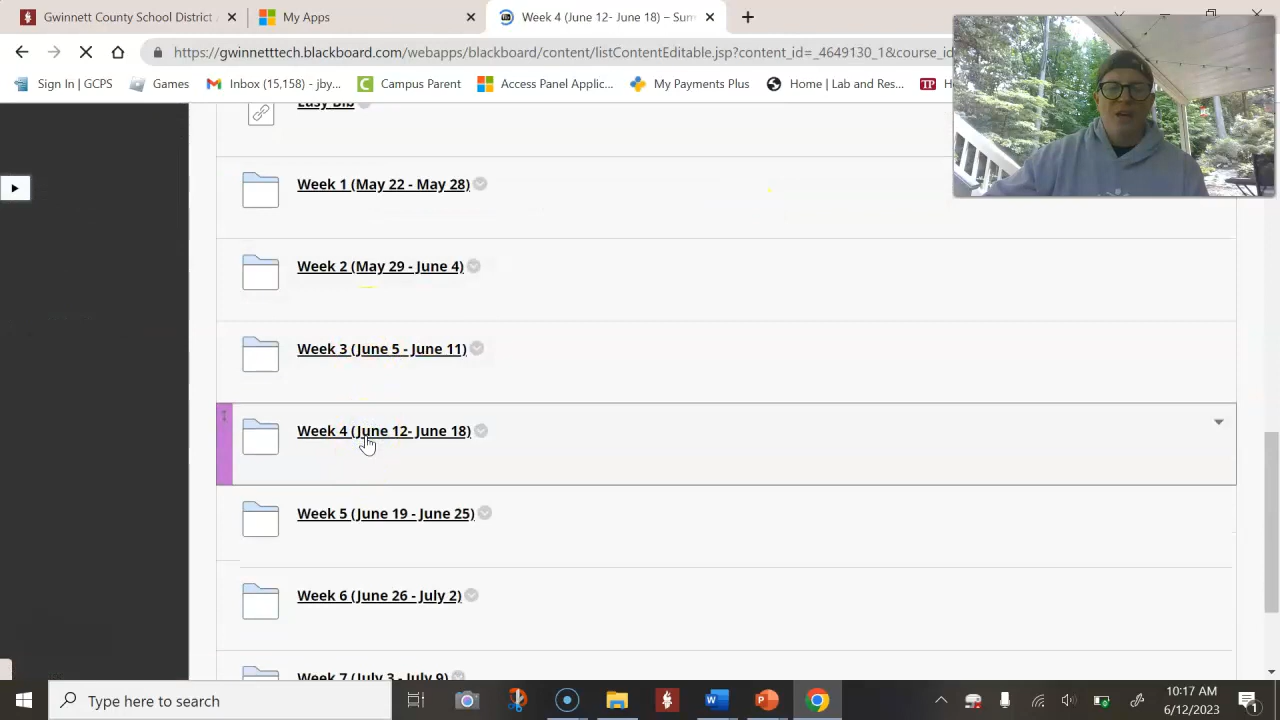 Gwinnett County School District
My Apps
Week 4 (June 12- June 18) – Sum
https://gwinnetttech.blackboard.com/webapps/blackboard/content/listContentEditable.jsp?content_id=_4649130_1&course_id
Sign In | GCPS
Games
Inbox (15,158) - jby...
Campus Parent
Access Panel Applic...
My Payments Plus
Home | Lab and Res...
TP
H
Easy Bib
Week 1 (May 22 - May 28)
Week 2 (May 29 - June 4)
Week 3 (June 5 - June 11)
Week 4 (June 12- June 18)
Week 5 (June 19 - June 25)
Week 6 (June 26 - July 2)
Week 7 (July 3 - July 9)
Type here to search
10:17 AM
6/12/2023
1